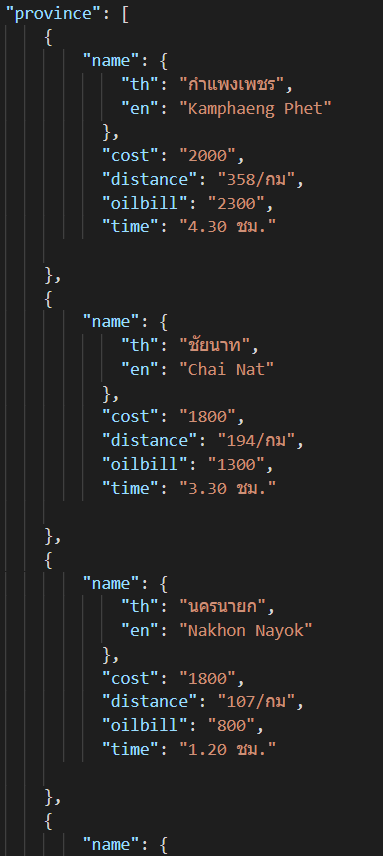 "province": [
{
"name": {
"th": "กำแพงเพชร",
"en": "Kamphaeng Phet"
},
"cost": "2000",
"distance": "358/กม",
"oilbill": "2300",
"time": "4.30 ชม."
},
{
"name": {
"th": "ชัยนาท",
"en": "Chai Nat"
},
"cost": "1800",
"distance": "194/กม",
"oilbill": "1300",
"time": "3.30 ชม."
},
{
"name": {
"th": "นครนายก",
"en": "Nakhon Nayok"
},
"cost": "1800",
"distance": "107/กม",
"oilbill": "800",
"time": "1.20 ชม."
},
{
"name": {